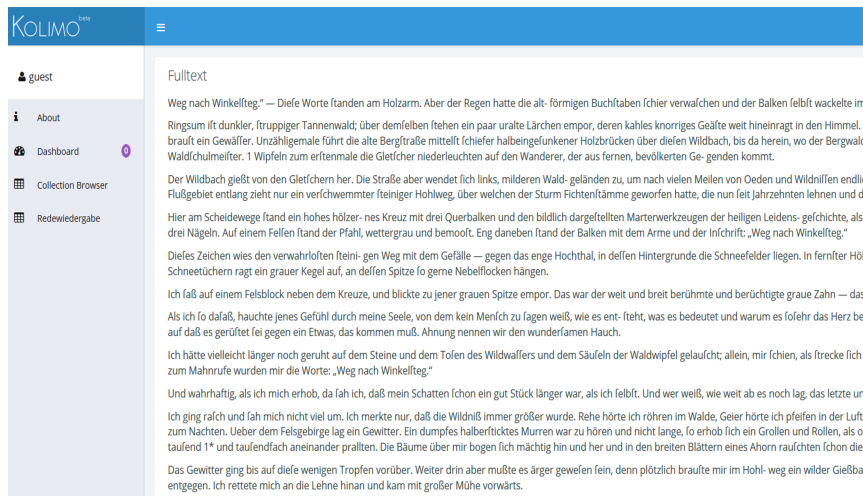 KOLIMO beta
guest
About
Dashboard 0
Collection Browser
Redewiedergabe
Fulltext
Weg nach Winkelſteg.“ — Dieſe Worte ſtanden am Holzarm. Aber der Regen hatte die alt- förmigen Buchſtaben ſchier verwaſchen und der Balken ſelbſt wackelte im
Ringsum iſt dunkler, ſtruppiger Tannenwald; über demſelben ſtehen ein paar uralte Lärchen empor, deren kahles knorriges Geäſte weit hineinragt in den Himmel.
brauſt ein Gewäſſer. Unzähligemale führt die alte Bergſtraße mittelſt ſchiefer halbeingeſunkener Holzbrücken über dieſen Wildbach, bis da herein, wo der Bergwald
Waldſchulmeiſter. 1 Wipfeln zum erſtenmale die Gletſcher niederleuchten auf den Wanderer, der aus fernen, bevölkerten Ge- genden kommt.
Der Wildbach gießt von den Gletſchern her. Die Straße aber wendet ſich links, milderen Wald- geländen zu, um nach vielen Meilen von Oeden und Wildniſſen endlich
Flußgebiet entlang zieht nur ein verſchwemmter ſteiniger Hohlweg, über welchen der Sturm Fichtenſtämme geworfen hatte, die nun ſeit Jahrzehnten lehnen und d
Hier am Scheidewege ſtand ein hohes hölzer- nes Kreuz mit drei Querbalken und den bildlich dargeſtellten Marterwerkzeugen der heiligen Leidens- geſchichte, als
drei Nägeln. Auf einem Felſen ſtand der Pfahl, wettergrau und bemooſt. Eng daneben ſtand der Balken mit dem Arme und der Inſchrift: „Weg nach Winkelſteg.“
Dieſes Zeichen wies den verwahrloſten ſteini- gen Weg mit dem Gefälle — gegen das enge Hochthal, in deſſen Hintergrunde die Schneefelder liegen. In fernſter Hö
Schneetüchern ragt ein grauer Kegel auf, an deſſen Spitze ſo gerne Nebelflocken hängen.
Ich ſaß auf einem Felsblock neben dem Kreuze, und blickte zu jener grauen Spitze empor. Das war der weit und breit berühmte und berüchtigte graue Zahn — das
Als ich ſo daſaß, hauchte jenes Gefühl durch meine Seele, von dem kein Menſch zu ſagen weiß, wie es ent- ſteht, was es bedeutet und warum es ſoſehr das Herz be
auf daß es gerüſtet ſei gegen ein Etwas, das kommen muß. Ahnung nennen wir den wunderſamen Hauch.
Ich hätte vielleicht länger noch geruht auf dem Steine und dem Toſen des Wildwaſſers und dem Säuſeln der Waldwipfel gelauſcht; allein, mir ſchien, als ſtrecke ſich
zum Mahnrufe wurden mir die Worte: „Weg nach Winkelſteg.“
Und wahrhaftig, als ich mich erhob, da ſah ich, daß mein Schatten ſchon ein gut Stück länger war, als ich ſelbſt. Und wer weiß, wie weit ab es noch lag, das letzte un
Ich ging raſch und ſah mich nicht viel um. Ich merkte nur, daß die Wildniß immer größer wurde. Rehe hörte ich röhren im Walde, Geier hörte ich pfeifen in der Luft
zum Nachten. Ueber dem Felsgebirge lag ein Gewitter. Ein dumpfes halberſticktes Murren war zu hören und nicht lange, ſo erhob ſich ein Grollen und Rollen, als o
tauſend 1* und tauſendfach aneinander prallten. Die Bäume über mir bogen ſich mächtig hin und her und in den breiten Blättern eines Ahorn rauſchten ſchon die
Das Gewitter ging bis auf dieſe wenigen Tropfen vorüber. Weiter drin aber mußte es ärger geweſen ſein, denn plötzlich brauſte mir im Hohl- weg ein wilder Gießba
entgegen. Ich rettete mich an die Lehne hinan und kam mit großer Mühe vorwärts.